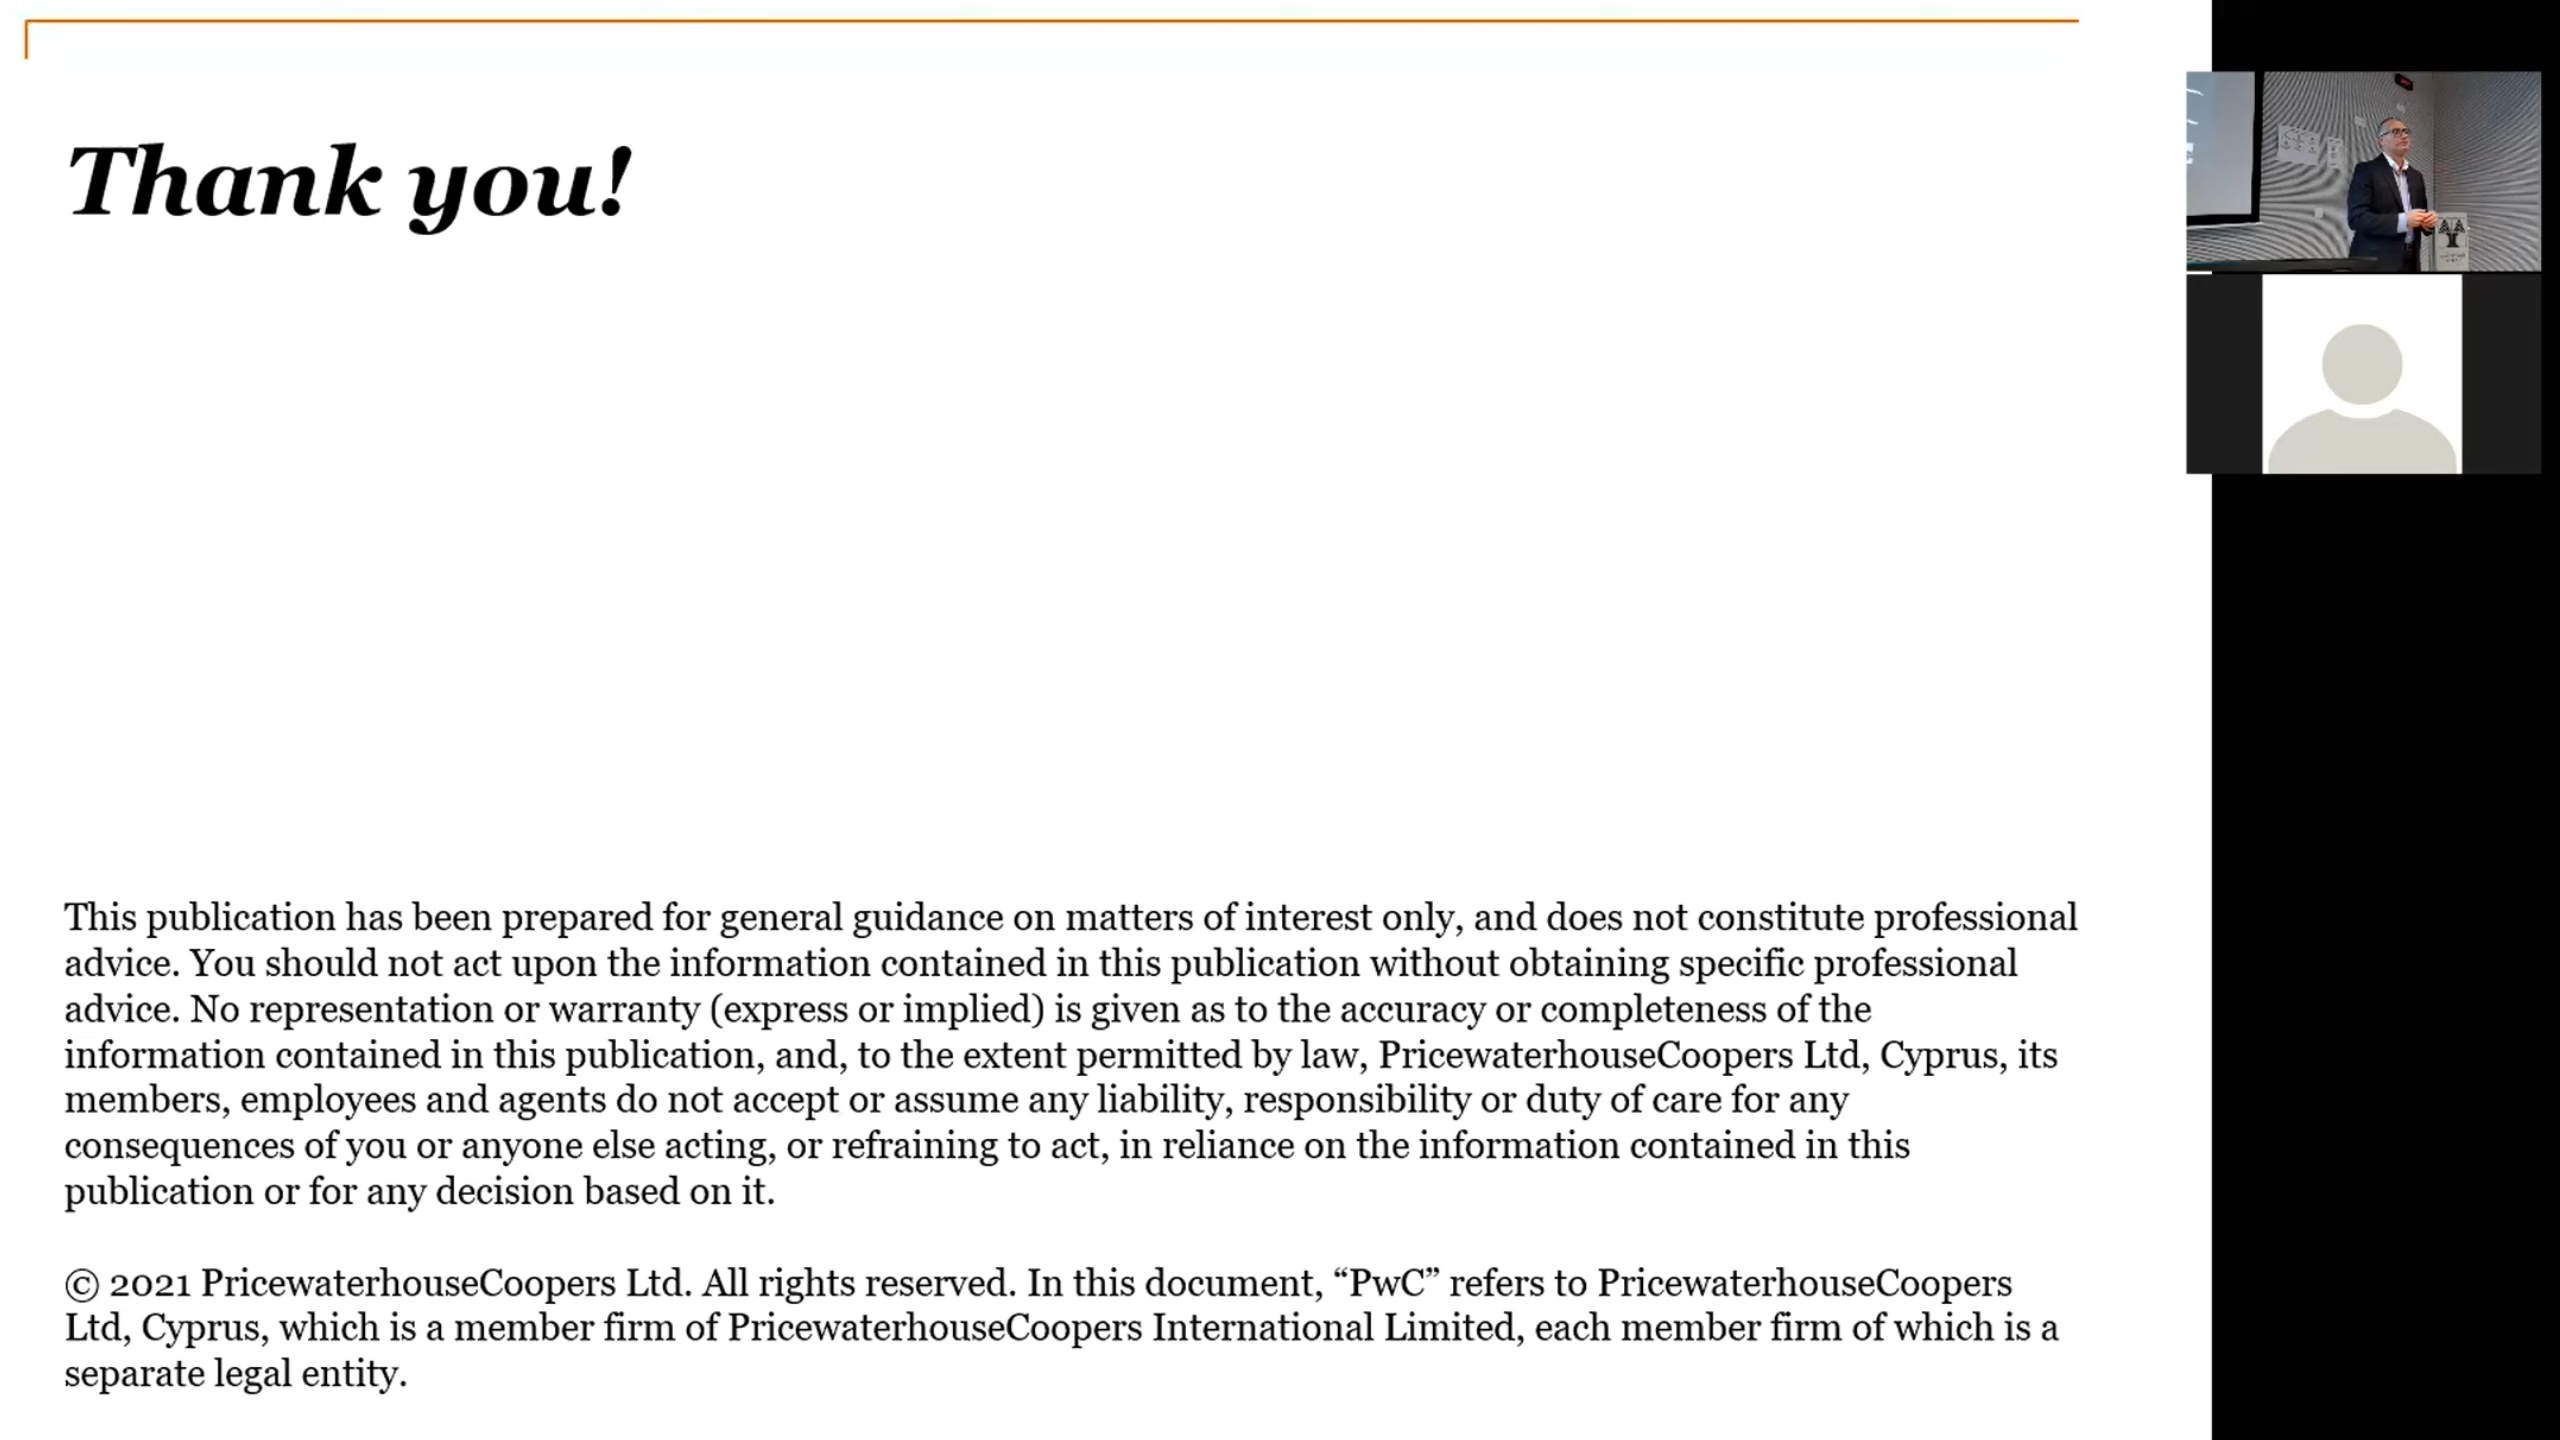 Thank you!
This publication has been prepared for general guidance on matters of interest only, and does not constitute professional
advice. You should not act upon the information contained in this publication without obtaining specific professional
advice. No representation or warranty (express or implied) is given as to the accuracy or completeness of the
information contained in this publication, and, to the extent permitted by law, PricewaterhouseCoopers Ltd, Cyprus, its
members, employees and agents do not accept or assume any liability, responsibility or duty of care for any
consequences of you or anyone else acting, or refraining to act, in reliance on the information contained in this
publication or for any decision based on it.
© 2021 PricewaterhouseCoopers Ltd. All rights reserved. In this document, “PwC” refers to PricewaterhouseCoopers
Ltd, Cyprus, which is a member firm of PricewaterhouseCoopers International Limited, each member firm of which is a
separate legal entity.